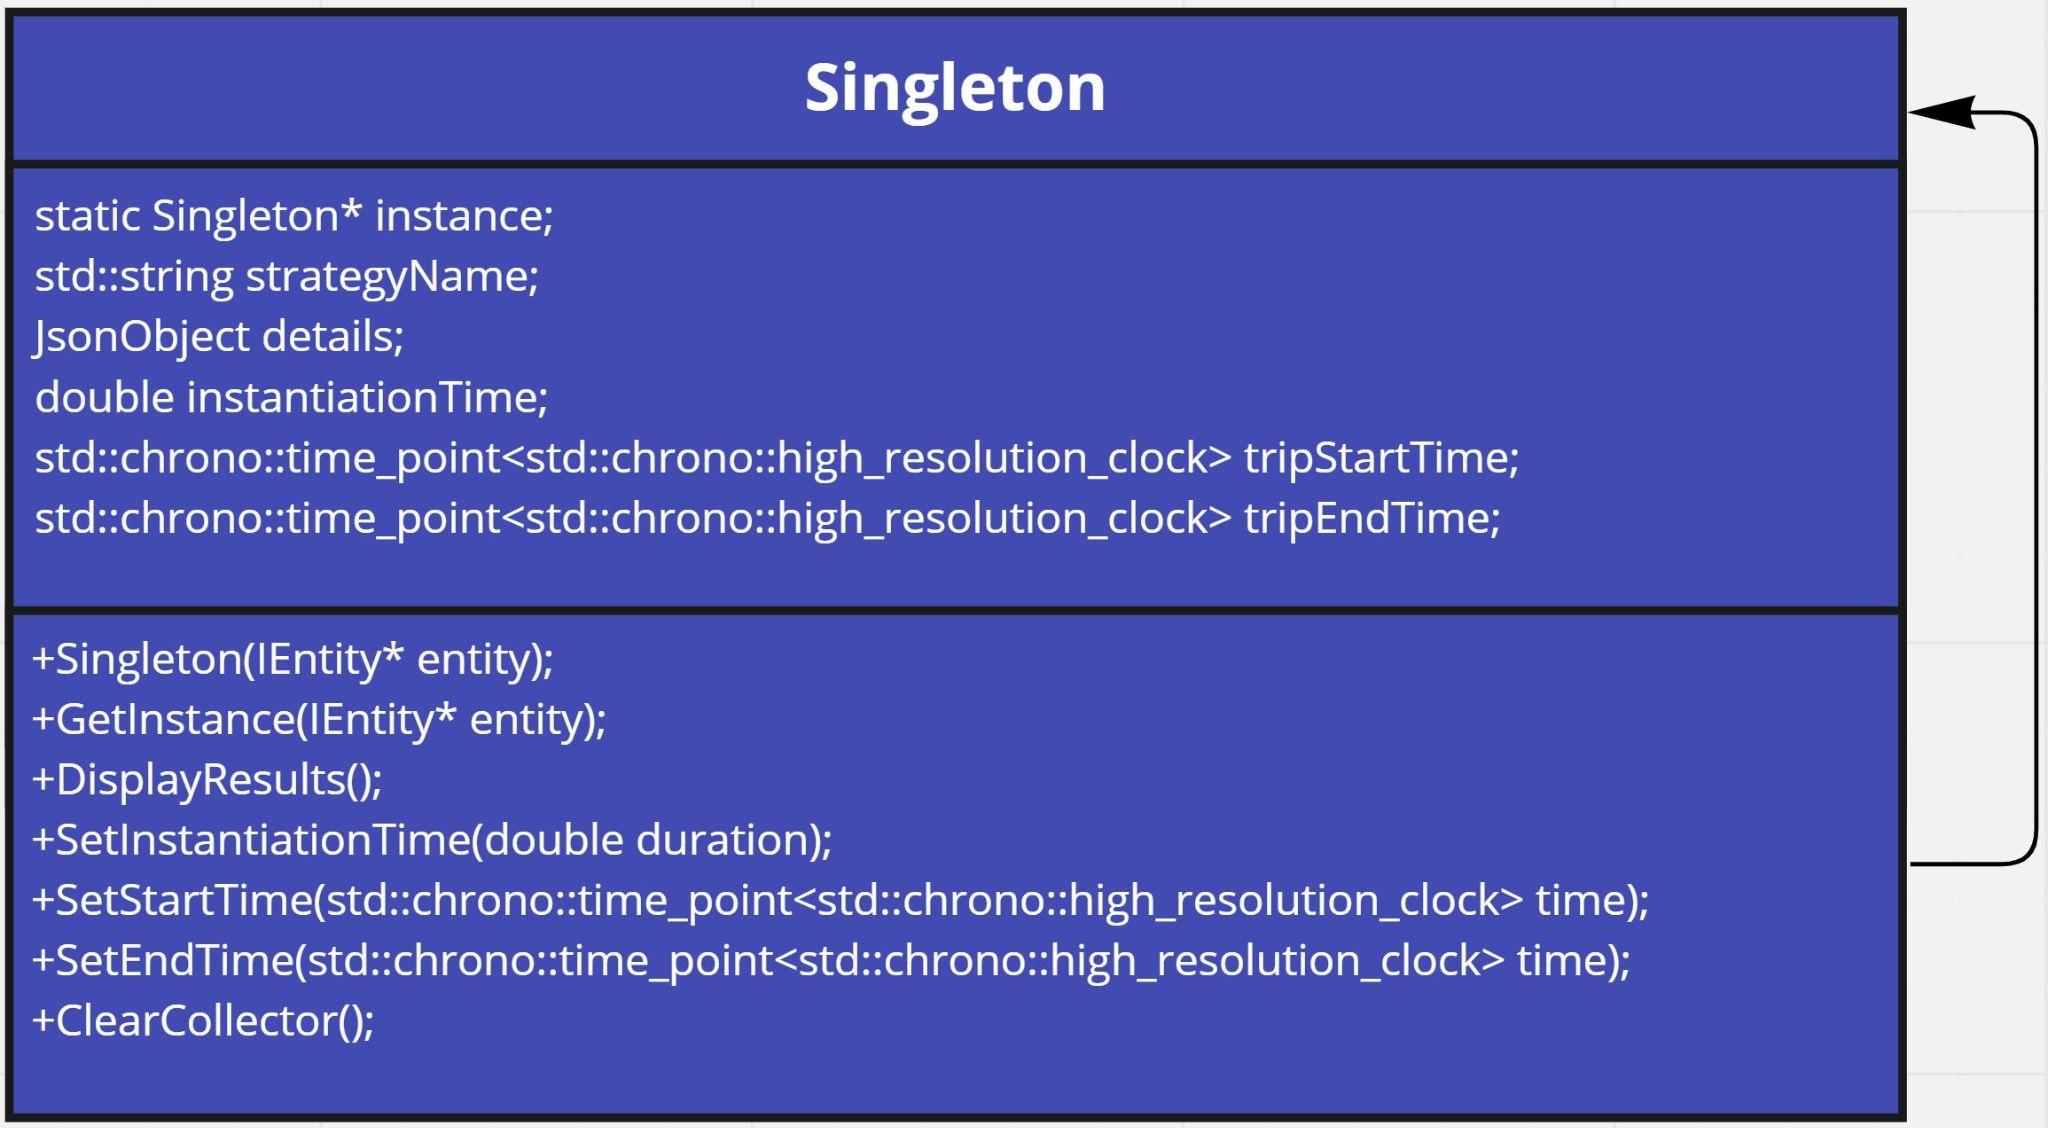 Singleton
static Singleton* instance;
std::string strategyName;
JsonObject details;
double instantiationTime;
std::chrono::time_point<std::chrono::high_resolution_clock> tripStartTime;
std::chrono::time_point<std::chrono::high_resolution_clock> tripEndTime;
+Singleton(IEntity* entity);
+GetInstance(IEntity* entity);
+DisplayResults();
+SetInstantiationTime(double duration);
+SetStartTime(std::chrono::time_point<std::chrono::high_resolution_clock> time);
+SetEndTime(std::chrono::time_point<std::chrono::high_resolution_clock> time);
+ClearCollector();